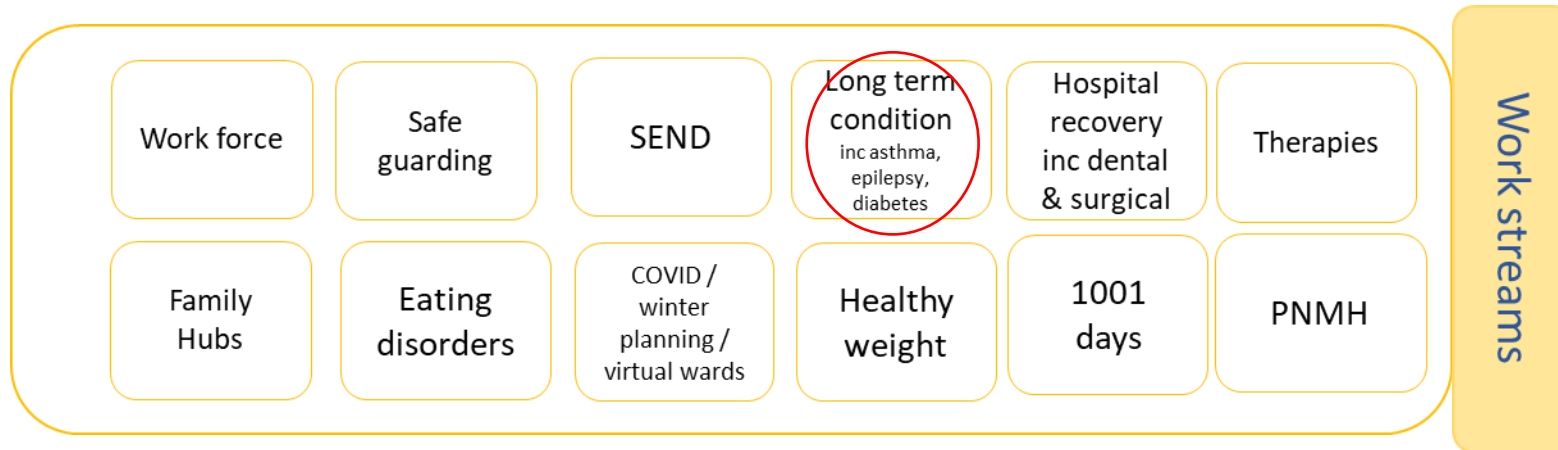 Work force
Safe
guarding
SEND
Long term
condition
inc asthma,
epilepsy,
diabetes
Hospital
recovery
inc dental
& surgical
Therapies
Family
Hubs
Eating
disorders
COVID /
winter
planning /
virtual wards
Healthy
weight
1001
days
PNMH
Work streams